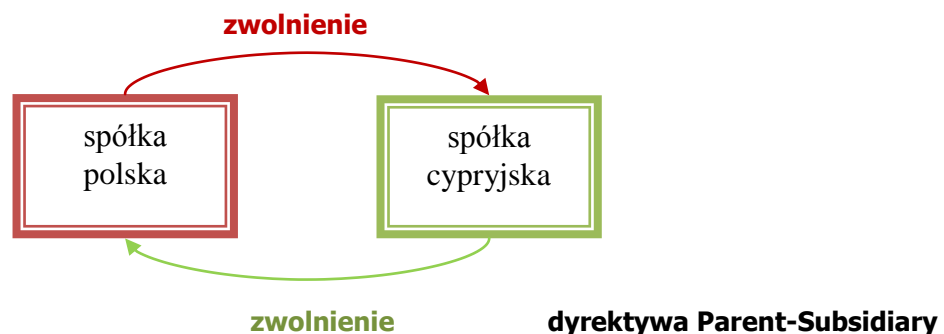 zwolnienie
spółka
polska
spółka
cypryjska
zwolnienie
dyrektywa Parent-Subsidiary